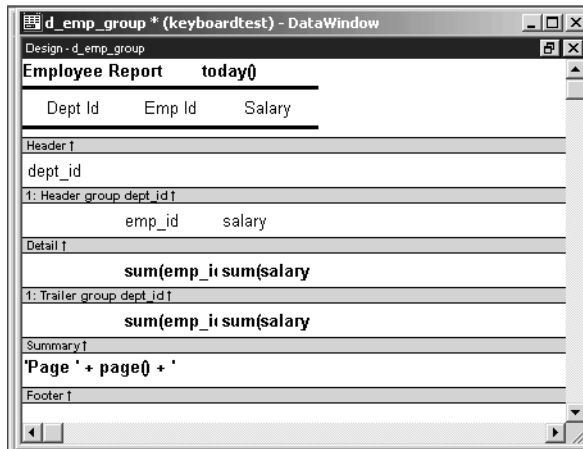 d_emp_group * (keyboardtest) - DataWindow
Design - d_emp_group
Employee Report today()
Dept Id Emp Id Salary
Header ↑
dept_id
1: Header group dept_id ↑
emp_id salary
Detail ↑
sum(emp_i sum(salary
1: Trailer group dept_id ↑
sum(emp_i sum(salary
Summary ↑
'Page ' + page() + '
Footer ↑